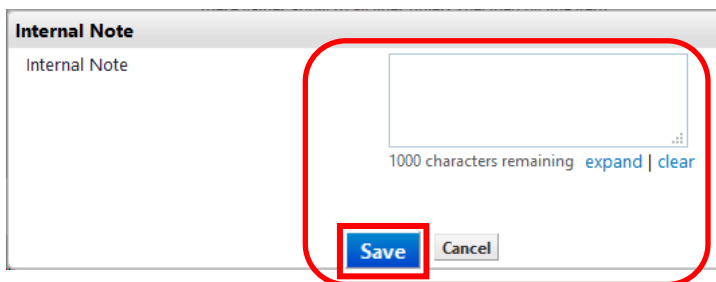 Internal Note
Internal Note
1000 characters remaining expand | clear
Save Cancel